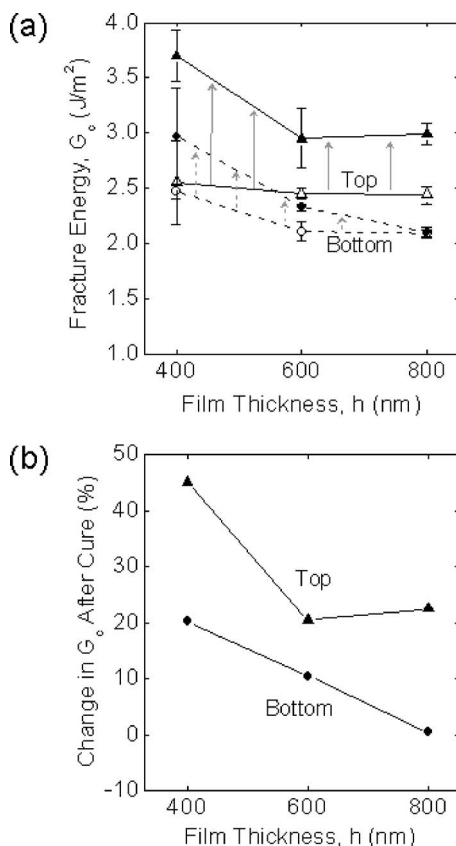 (a)
4.0
3.5
3.0
2.5
2.0
1.5
1.0
Fracture Energy, G_c (J/m²)
Top
Bottom
400
600
800
Film Thickness, h (nm)
(b)
50
40
30
20
10
0
-10
Change in G_c After Cure (%)
Top
Bottom
400
600
800
Film Thickness, h (nm)